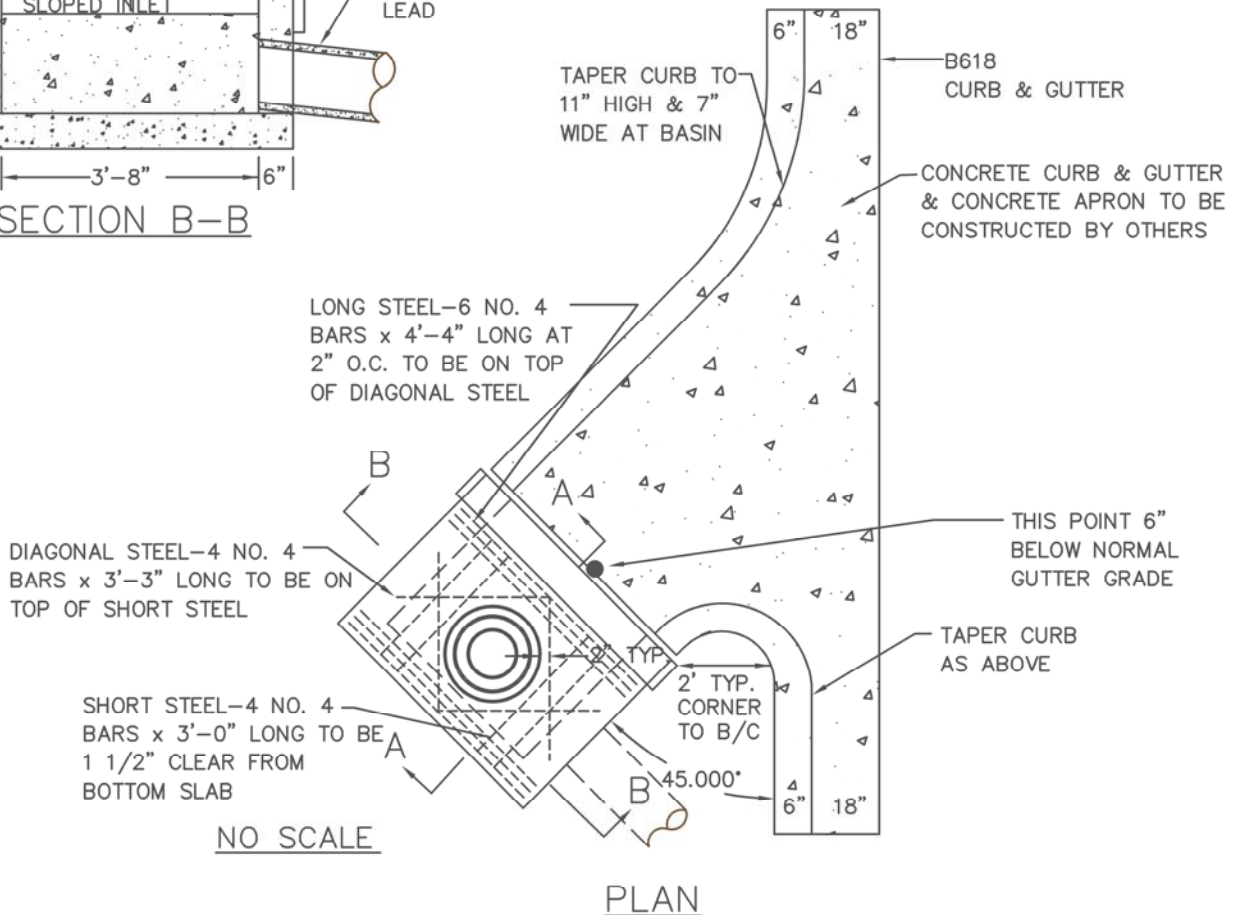 SLOPED INLET
LEAD
3'-8"
6"
SECTION B-B
6"
18"
B618
CURB & GUTTER
TAPER CURB TO
11" HIGH & 7"
WIDE AT BASIN
CONCRETE CURB & GUTTER
& CONCRETE APRON TO BE
CONSTRUCTED BY OTHERS
LONG STEEL-6 NO. 4
BARS x 4'-4" LONG AT
2" O.C. TO BE ON TOP
OF DIAGONAL STEEL
B
A
THIS POINT 6"
BELOW NORMAL
GUTTER GRADE
DIAGONAL STEEL-4 NO. 4
BARS x 3'-3" LONG TO BE ON
TOP OF SHORT STEEL
TAPER CURB
AS ABOVE
2" TYP.
2' TYP.
CORNER
TO B/C
SHORT STEEL-4 NO. 4
BARS x 3'-0" LONG TO BE
1 1/2" CLEAR FROM
BOTTOM SLAB
A
B
45.000°
6"
18"
NO SCALE
PLAN